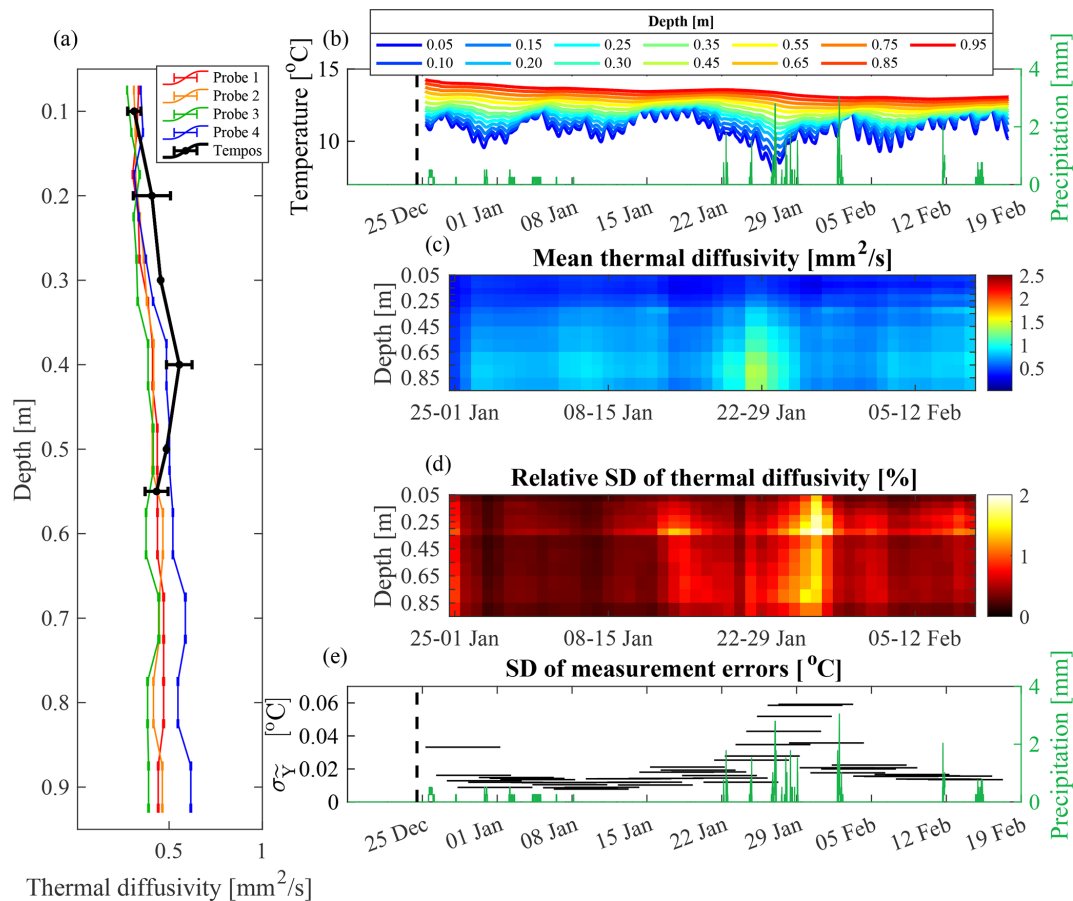 (a)
Probe 1
Probe 2
Probe 3
Probe 4
Tempos
0.1
0.2
0.3
0.4
0.5
0.6
0.7
0.8
0.9
Depth [m]
0.5 1
Thermal diffusivity [mm²/s]
(b)
Depth [m]
0.05 0.15 0.25 0.35 0.55 0.75 0.95
0.10 0.20 0.30 0.45 0.65 0.85
Temperature [°C]
15
10
Precipitation [mm]
4
2
0
25 Dec 01 Jan 08 Jan 15 Jan 22 Jan 29 Jan 05 Feb 12 Feb 19 Feb
(c)
Mean thermal diffusivity [mm²/s]
Depth [m]
0.05
0.25
0.45
0.65
0.85
2.5
2
1.5
1
0.5
25-01 Jan 08-15 Jan 22-29 Jan 05-12 Feb
(d)
Relative SD of thermal diffusivity [%]
Depth [m]
0.05
0.25
0.45
0.65
0.85
2
1
0
25-01 Jan 08-15 Jan 22-29 Jan 05-12 Feb
(e)
SD of measurement errors [°C]
σỸ [°C]
0.06
0.04
0.02
0
Precipitation [mm]
4
2
0
25 Dec 01 Jan 08 Jan 15 Jan 22 Jan 29 Jan 05 Feb 12 Feb 19 Feb